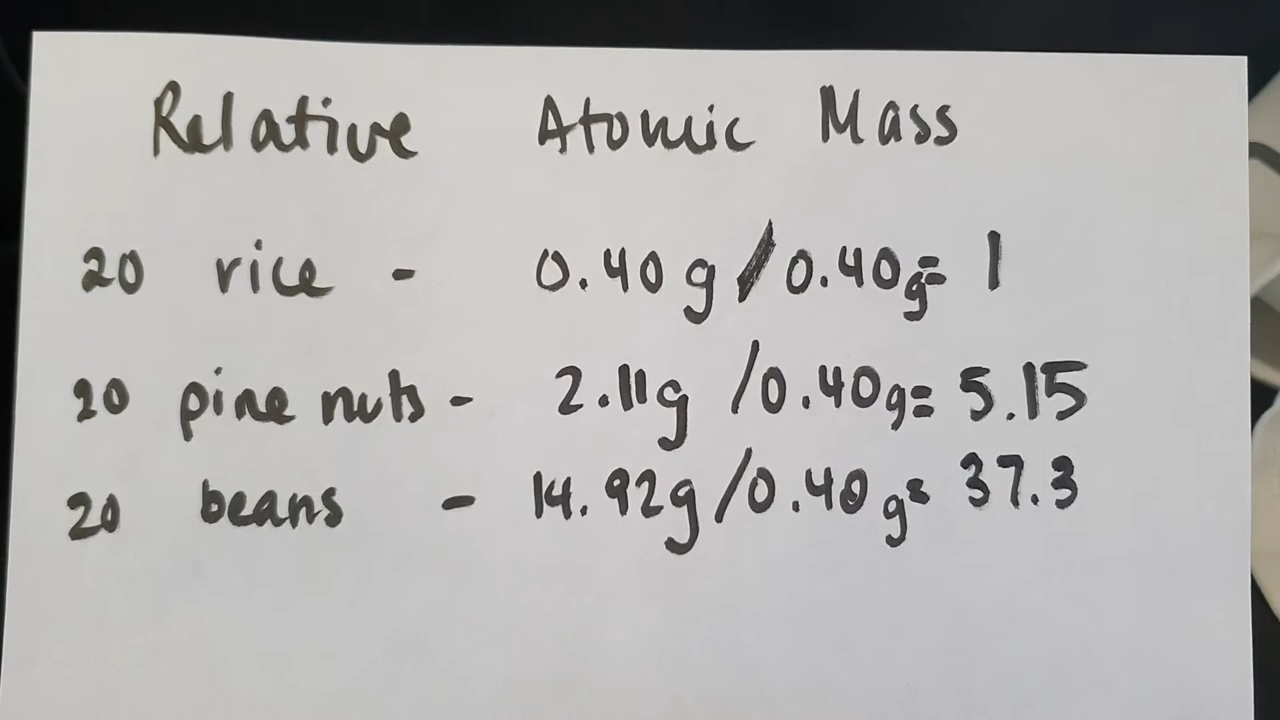 Relative Atomic Mass
20 rice - 0.40g/0.40g= 1
20 pine nuts - 2.11g /0.40g= 5.15
20 beans - 14.92g/0.40g= 37.3